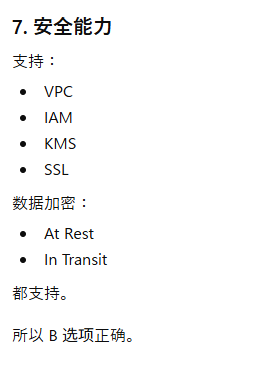 7. 安全能力
支持：
• VPC
• IAM
• KMS
• SSL
数据加密：
• At Rest
• In Transit
都支持。
所以 B 选项正确。